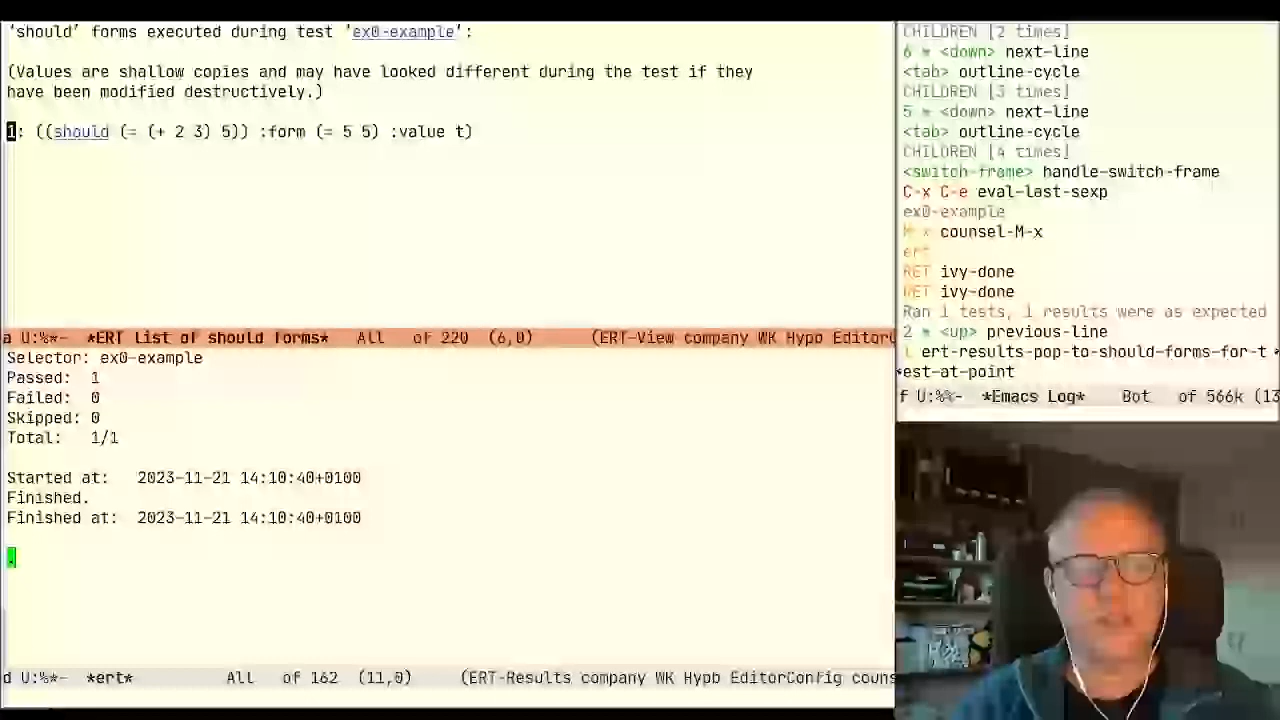 ‘should’ forms executed during test ‘ex0-example’:
(Values are shallow copies and may have looked different during the test if they
have been modified destructively.)
1: ((should (= (+ 2 3) 5)) :form (= 5 5) :value t)
a U:%*- *ERT List of should forms* All of 220 (6,0) (ERT-View company WK Hypb Editor
Selector: ex0-example
Passed: 1
Failed: 0
Skipped: 0
Total: 1/1
Started at: 2023-11-21 14:10:40+0100
Finished.
Finished at: 2023-11-21 14:10:40+0100
.
d U:%*- *ert* All of 162 (11,0) (ERT-Results company WK Hypb EditorConfig couns
CHILDREN [2 times]
6 * <down> next-line
<tab> outline-cycle
CHILDREN [3 times]
5 * <down> next-line
<tab> outline-cycle
CHILDREN [4 times]
<switch-frame> handle-switch-frame
C-x C-e eval-last-sexp
ex0-example
M-x counsel-M-x
ert
RET ivy-done
RET ivy-done
Ran 1 tests, 1 results were as expected
2 * <up> previous-line
ert-results-pop-to-should-forms-for-t
est-at-point
f U:%%- *Emacs Log* Bot of 566k (13